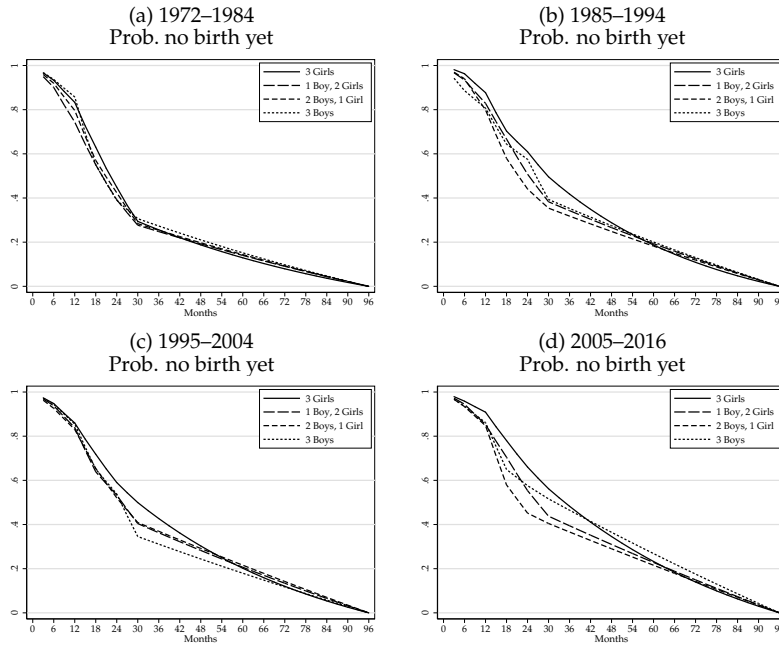 (a) 1972–1984
Prob. no birth yet
3 Girls
1 Boy, 2 Girls
2 Boys, 1 Girl
3 Boys
0 .2 .4 .6 .8 1
0 6 12 18 24 30 36 42 48 54 60 66 72 78 84 90 96
Months
(b) 1985–1994
Prob. no birth yet
3 Girls
1 Boy, 2 Girls
2 Boys, 1 Girl
3 Boys
0 .2 .4 .6 .8 1
0 6 12 18 24 30 36 42 48 54 60 66 72 78 84 90 96
Months
(c) 1995–2004
Prob. no birth yet
3 Girls
1 Boy, 2 Girls
2 Boys, 1 Girl
3 Boys
0 .2 .4 .6 .8 1
0 6 12 18 24 30 36 42 48 54 60 66 72 78 84 90 96
Months
(d) 2005–2016
Prob. no birth yet
3 Girls
1 Boy, 2 Girls
2 Boys, 1 Girl
3 Boys
0 .2 .4 .6 .8 1
0 6 12 18 24 30 36 42 48 54 60 66 72 78 84 90 96
Months